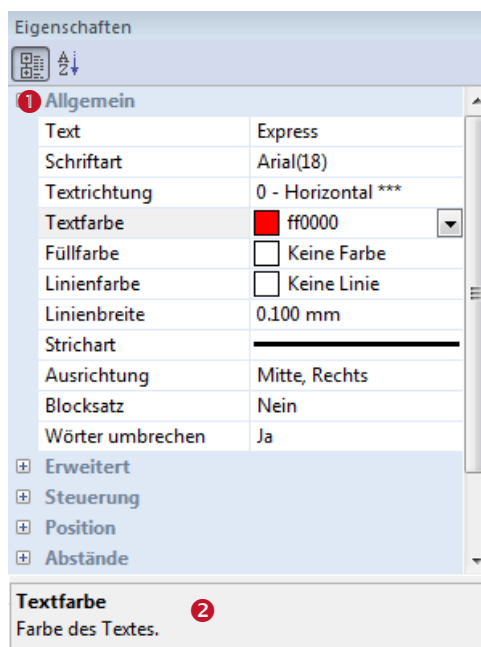 Eigenschaften
A Z
1 Allgemein
Text Express
Schriftart Arial(18)
Textrichtung 0 - Horizontal ***
Textfarbe ff0000
Füllfarbe Keine Farbe
Linienfarbe Keine Linie
Linienbreite 0.100 mm
Strichart
Ausrichtung Mitte, Rechts
Blocksatz Nein
Wörter umbrechen Ja
Erweitert
Steuerung
Position
Abstände
Textfarbe 2
Farbe des Textes.